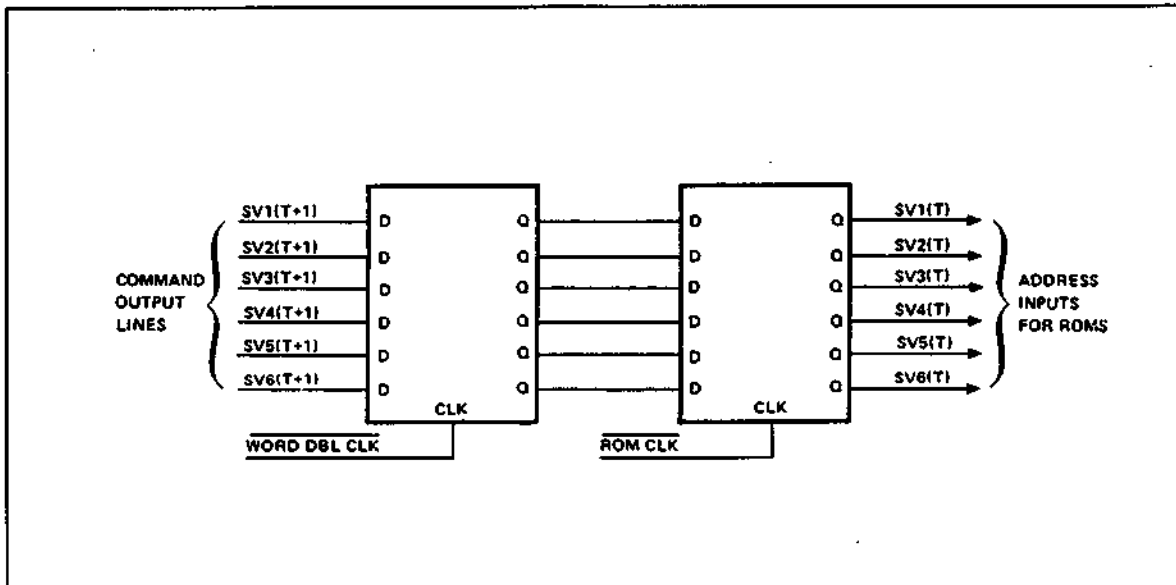 COMMAND
OUTPUT
LINES
SV1(T+1)
SV2(T+1)
SV3(T+1)
SV4(T+1)
SV5(T+1)
SV6(T+1)
D
D
D
D
D
D
Q
Q
Q
Q
Q
Q
CLK
WORD DBL CLK
D
D
D
D
D
D
Q
Q
Q
Q
Q
Q
CLK
ROM CLK
SV1(T)
SV2(T)
SV3(T)
SV4(T)
SV5(T)
SV6(T)
ADDRESS
INPUTS
FOR ROMS